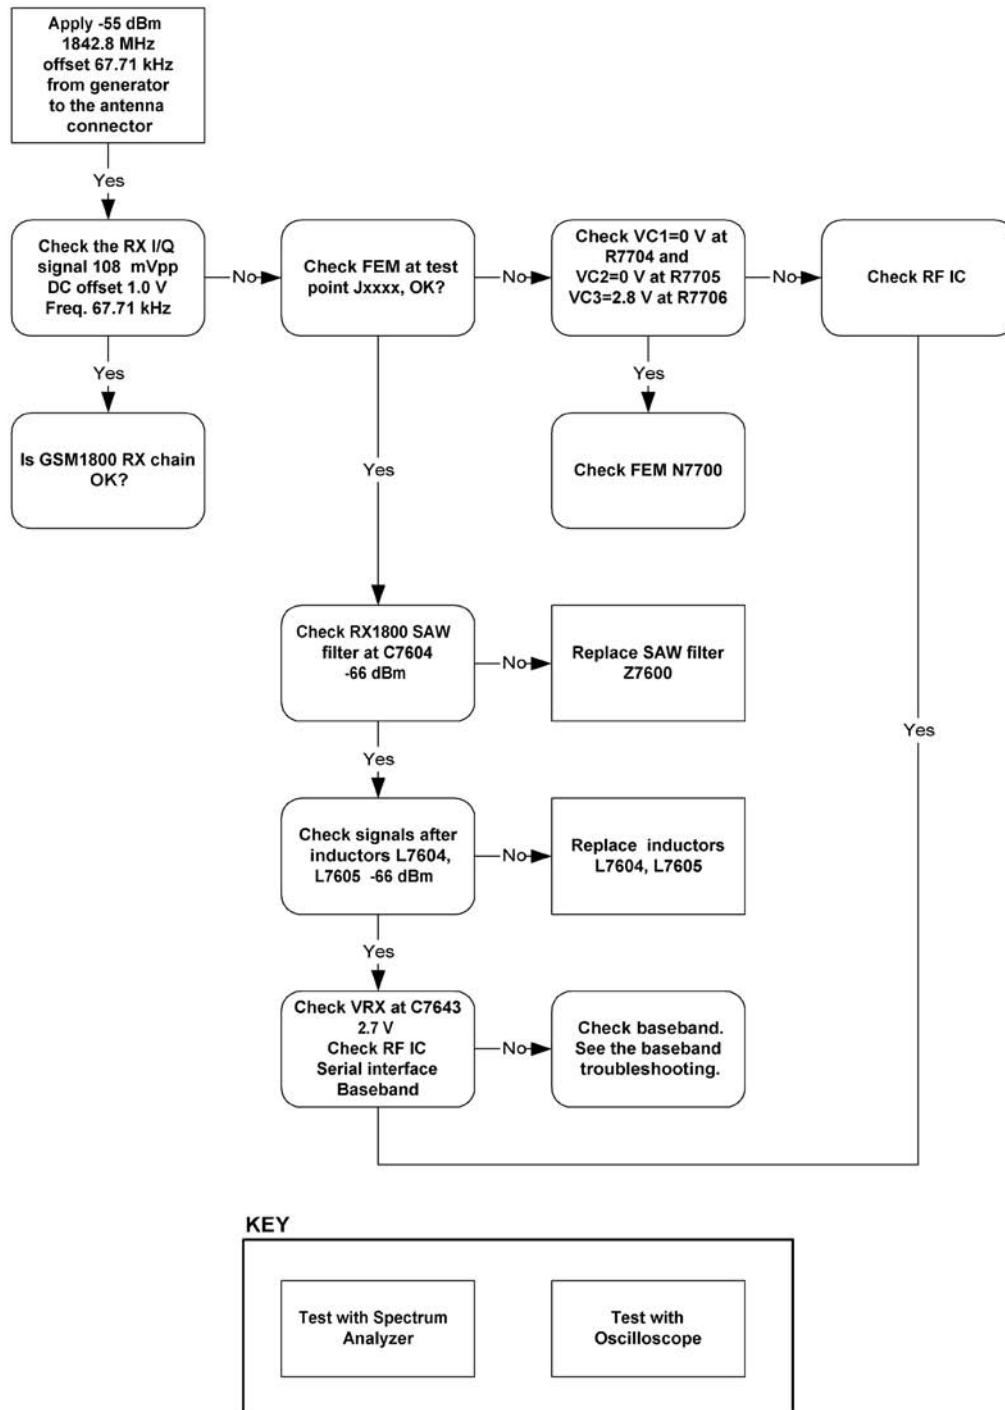 Apply -55 dBm
1842.8 MHz
offset 67.71 kHz
from generator
to the antenna
connector
Yes
Check the RX I/Q
signal 108 mVpp
DC offset 1.0 V
Freq. 67.71 kHz
No
Check FEM at test
point Jxxxx, OK?
No
Check VC1=0 V at
R7704 and
VC2=0 V at R7705
VC3=2.8 V at R7706
No
Check RF IC
Yes
Is GSM1800 RX chain
OK?
Yes
Yes
Check FEM N7700
Check RX1800 SAW
filter at C7604
-66 dBm
No
Replace SAW filter
Z7600
Yes
Yes
Check signals after
inductors L7604,
L7605 -66 dBm
No
Replace inductors
L7604, L7605
Yes
Check VRX at C7643
2.7 V
Check RF IC
Serial interface
Baseband
No
Check baseband.
See the baseband
troubleshooting.
KEY
Test with Spectrum
Analyzer
Test with
Oscilloscope